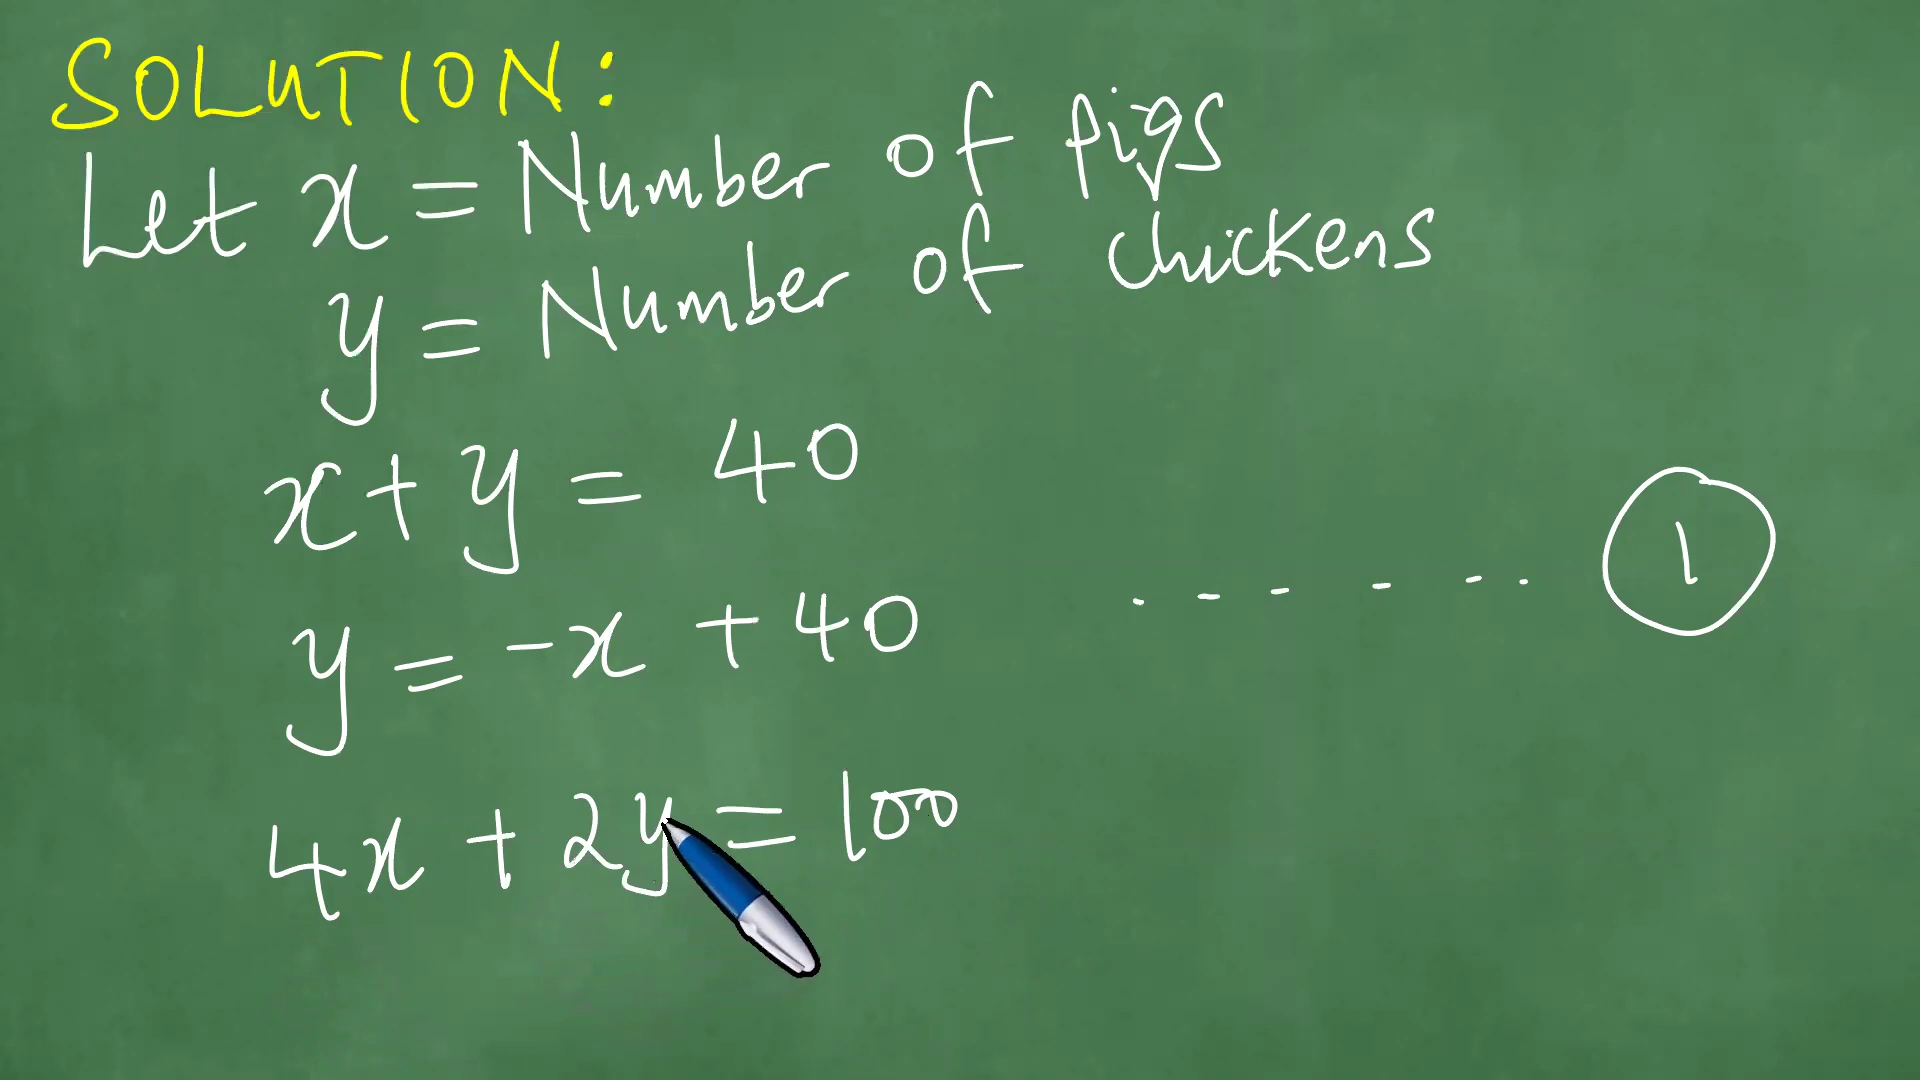 SOLUTION:
Let x = Number of pigs
y = Number of chickens
x + y = 40
y = -x + 40 - - - - - - 1
4x + 2y = 100